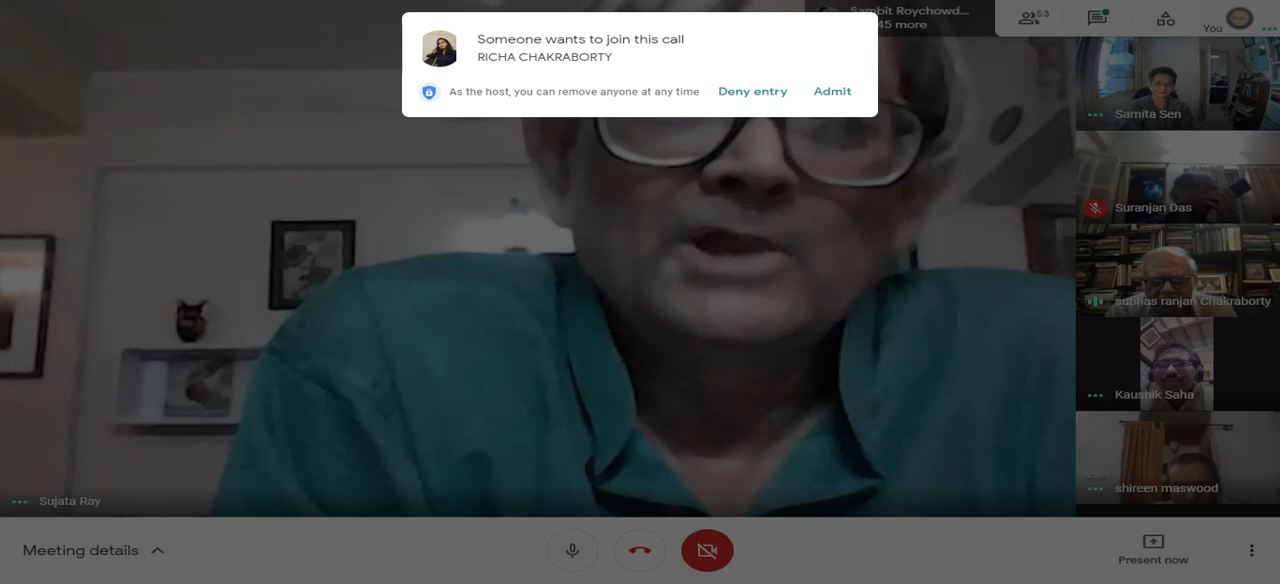 Sambit Roychowd...
45 more
53
You
Someone wants to join this call
RICHA CHAKRABORTY
As the host, you can remove anyone at any time
Deny entry
Admit
Samita Sen
Suranjan Das
subhas ranjan Chakraborty
Kaushik Saha
shireen maswood
Sujata Ray
Meeting details
Present now